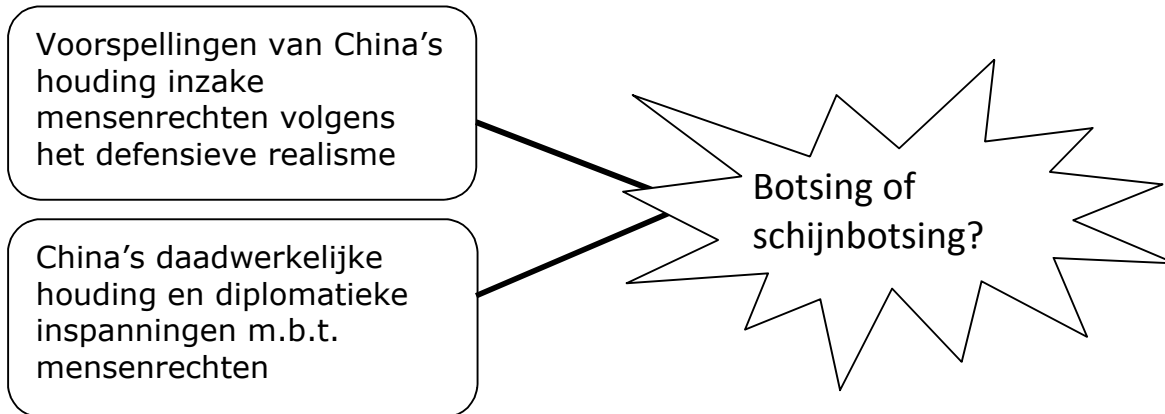 Voorspellingen van China’s
houding inzake
mensenrechten volgens
het defensieve realisme
Botsing of
schijnbotsing?
China’s daadwerkelijke
houding en diplomatieke
inspanningen m.b.t.
mensenrechten